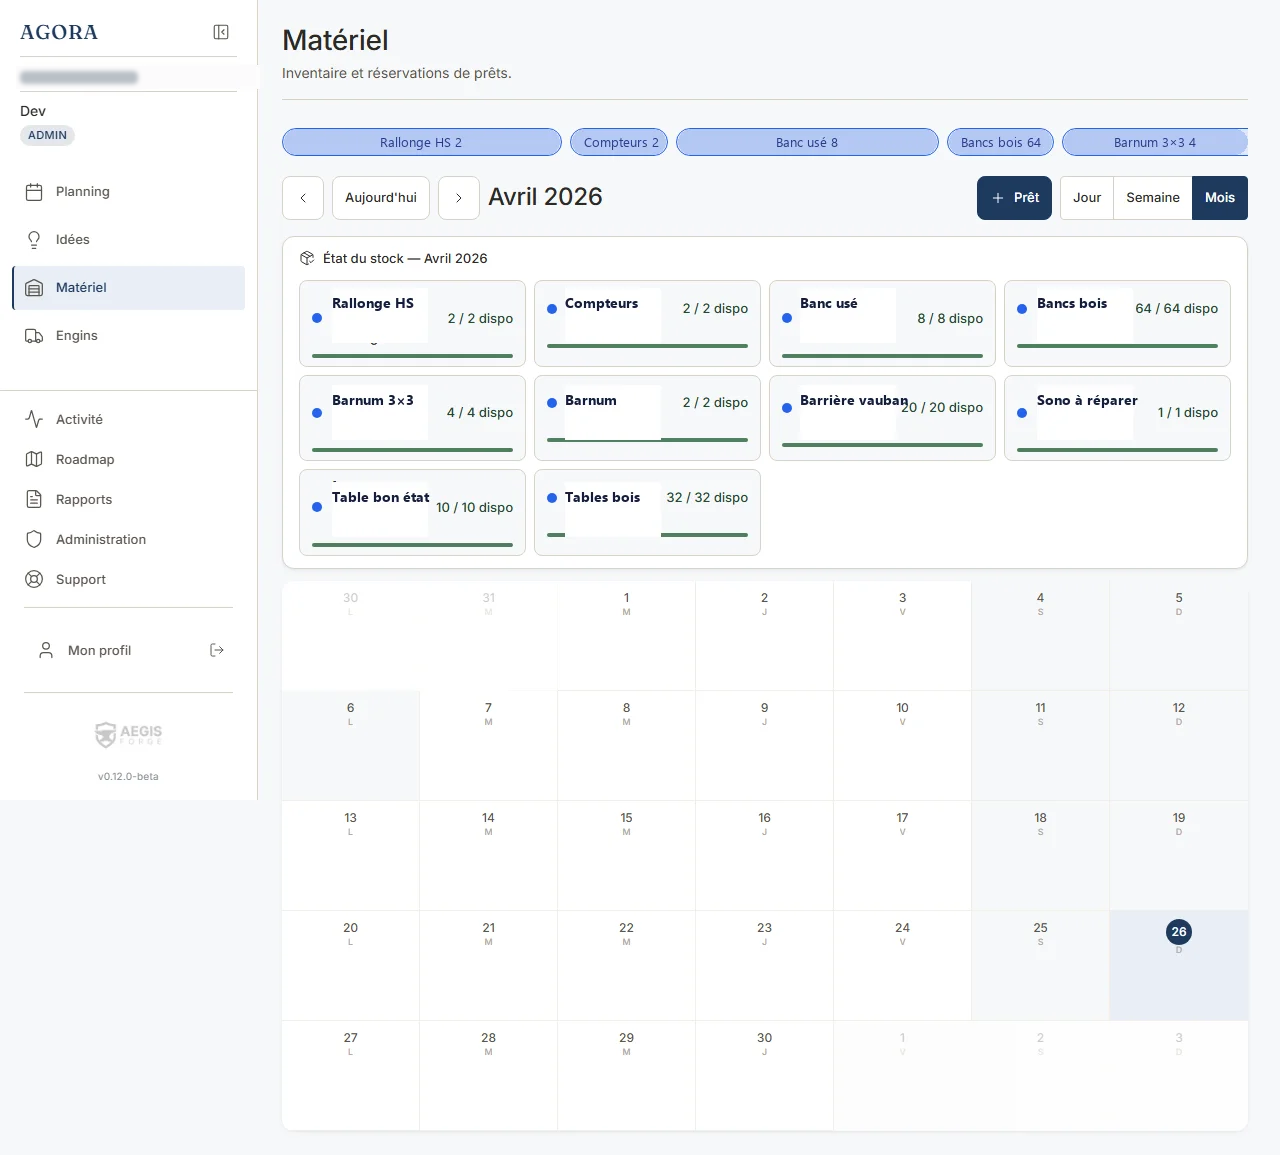 AGORA
Dev
ADMIN
Planning
Idées
Matériel
Engins
Activité
Roadmap
Rapports
Administration
Support
Mon profil
AEGIS
FORGE
v0.12.0-beta
Matériel
Inventaire et réservations de prêts.
Rallonge HS 2
Compteurs 2
Banc usé 8
Bancs bois 64
Barnum 3×3 4
Aujourd'hui
Avril 2026
+ Prêt
Jour
Semaine
Mois
État du stock — Avril 2026
Rallonge HS
2 / 2 dispo
Compteurs
2 / 2 dispo
Banc usé
8 / 8 dispo
Bancs bois
64 / 64 dispo
Barnum 3×3
4 / 4 dispo
Barnum
2 / 2 dispo
Barrière vauban
20 / 20 dispo
Sono à réparer
1 / 1 dispo
Table bon état
10 / 10 dispo
Tables bois
32 / 32 dispo
30 31 1 2 3 4 5
L M M J V S D
6 7 8 9 10 11 12
L M M J V S D
13 14 15 16 17 18 19
L M M J V S D
20 21 22 23 24 25 26
L M M J V S D
27 28 29 30 1 2 3
L M M J V S D